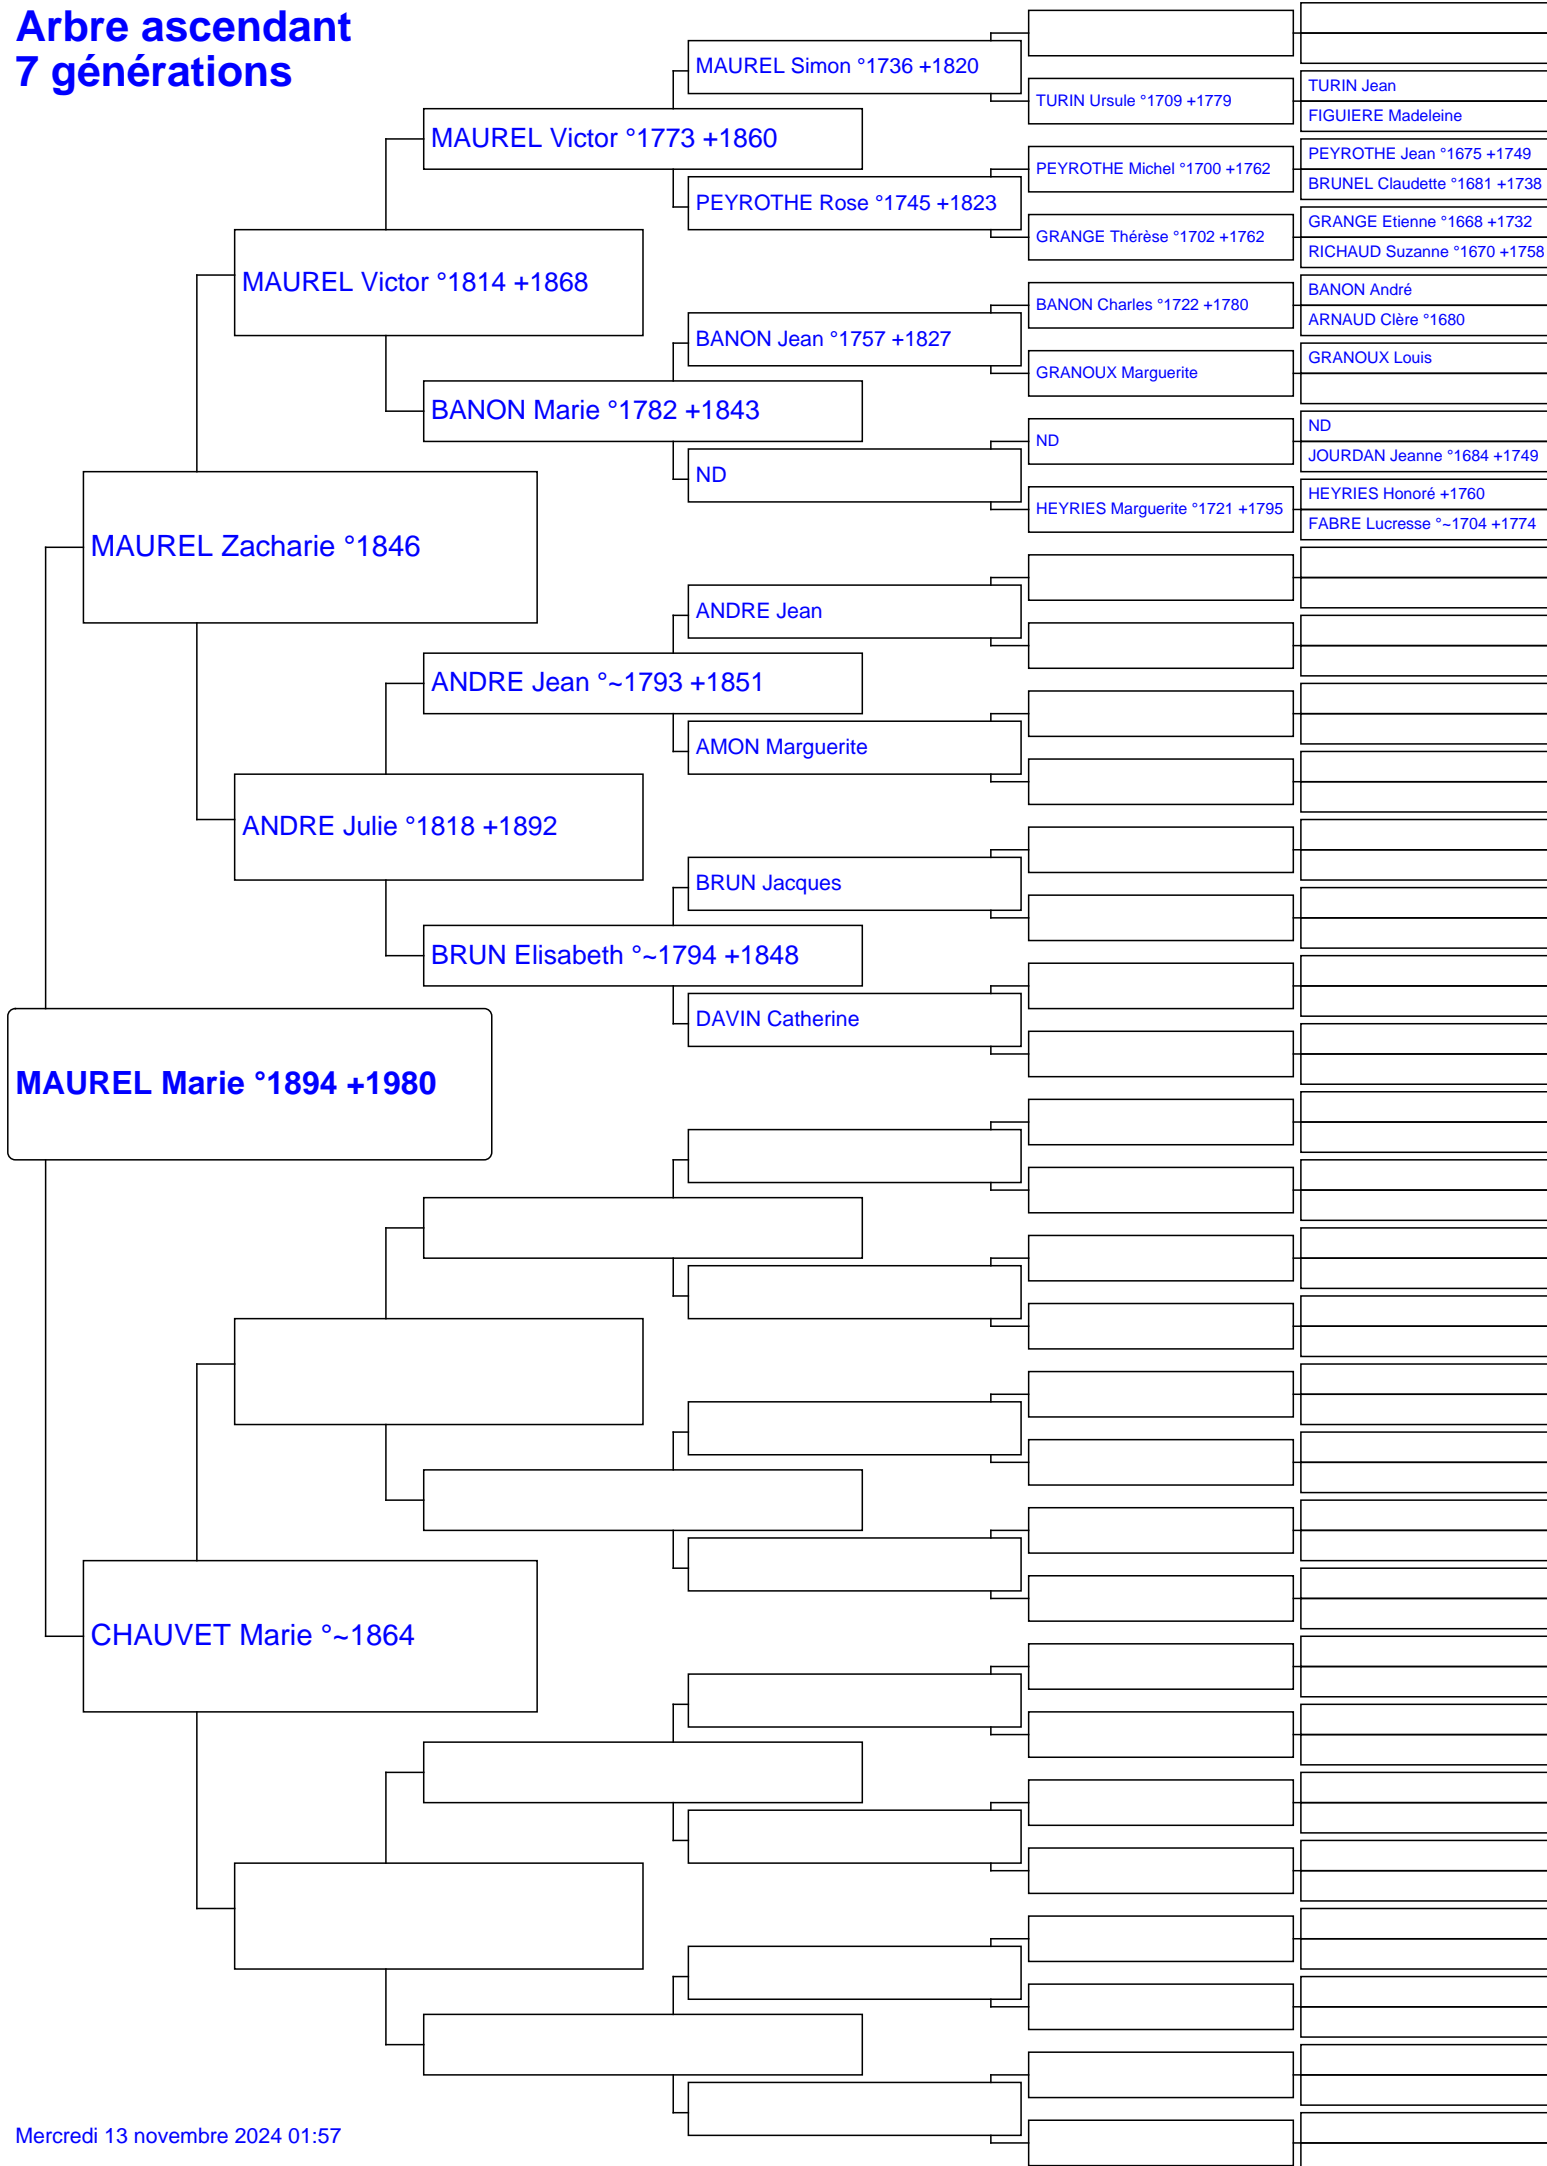 Arbre ascendant
7 générations
MAUREL Simon °1736 +1820
TURIN Jean
TURIN Ursule °1709 +1779
FIGUIERE Madeleine
MAUREL Victor °1773 +1860
PEYROTHE Jean °1675 +1749
PEYROTHE Michel °1700 +1762
BRUNEL Claudette °1681 +1738
PEYROTHE Rose °1745 +1823
GRANGE Etienne °1668 +1732
GRANGE Thérèse °1702 +1762
RICHAUD Suzanne °1670 +1758
MAUREL Victor °1814 +1868
BANON André
BANON Charles °1722 +1780
ARNAUD Clère °1680
BANON Jean °1757 +1827
GRANOUX Louis
GRANOUX Marguerite
BANON Marie °1782 +1843
ND
ND
JOURDAN Jeanne °1684 +1749
ND
HEYRIES Honoré +1760
HEYRIES Marguerite °1721 +1795
FABRE Lucresse °~1704 +1774
MAUREL Zacharie °1846
ANDRE Jean
ANDRE Jean °~1793 +1851
AMON Marguerite
ANDRE Julie °1818 +1892
BRUN Jacques
BRUN Elisabeth °~1794 +1848
DAVIN Catherine
MAUREL Marie °1894 +1980
CHAUVET Marie °~1864
Mercredi 13 novembre 2024 01:57